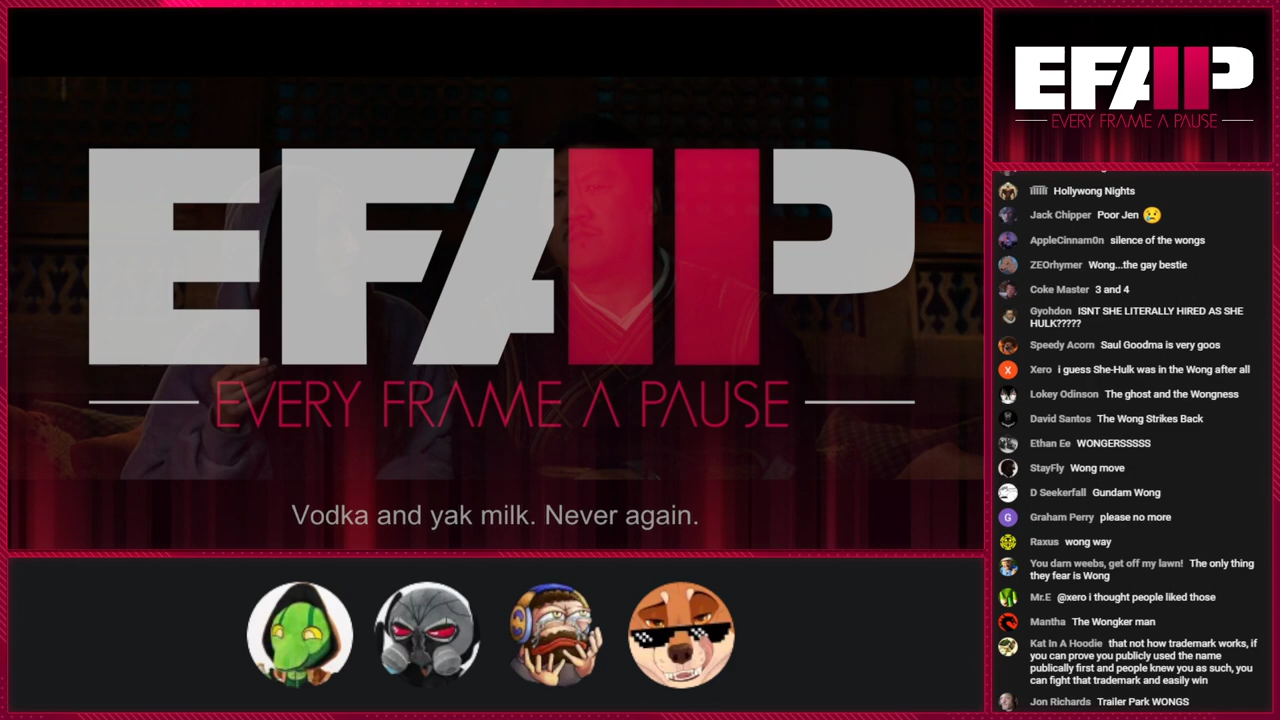 EFAP
EVERY FRAME A PAUSE
Vodka and yak milk. Never again.
EFAP
EVERY FRAME A PAUSE
Hollywong Nights
Jack Chipper Poor Jen 😢
AppleCinnam0n silence of the wongs
ZEOrhymer Wong...the gay bestie
Coke Master 3 and 4
Gyohdon ISNT SHE LITERALLY HIRED AS SHE
HULK?????
Speedy Acorn Saul Goodma is very goos
X
Xero i guess She-Hulk was in the Wong after all
Lokey Odinson The ghost and the Wongness
David Santos The Wong Strikes Back
Ethan Ee WONGERSSSSS
StayFly Wong move
D Seekerfall Gundam Wong
G
Graham Perry please no more
Raxus wong way
You darn weebs, get off my lawn! The only thing
they fear is Wong
Mr.E @xero i thought people liked those
Mantha The Wongker man
Kat In A Hoodie that not how trademark works, if
you can prove you publicly used the name
publically first and people knew you as such, you
can fight that trademark and easily win
Jon Richards Trailer Park WONGS